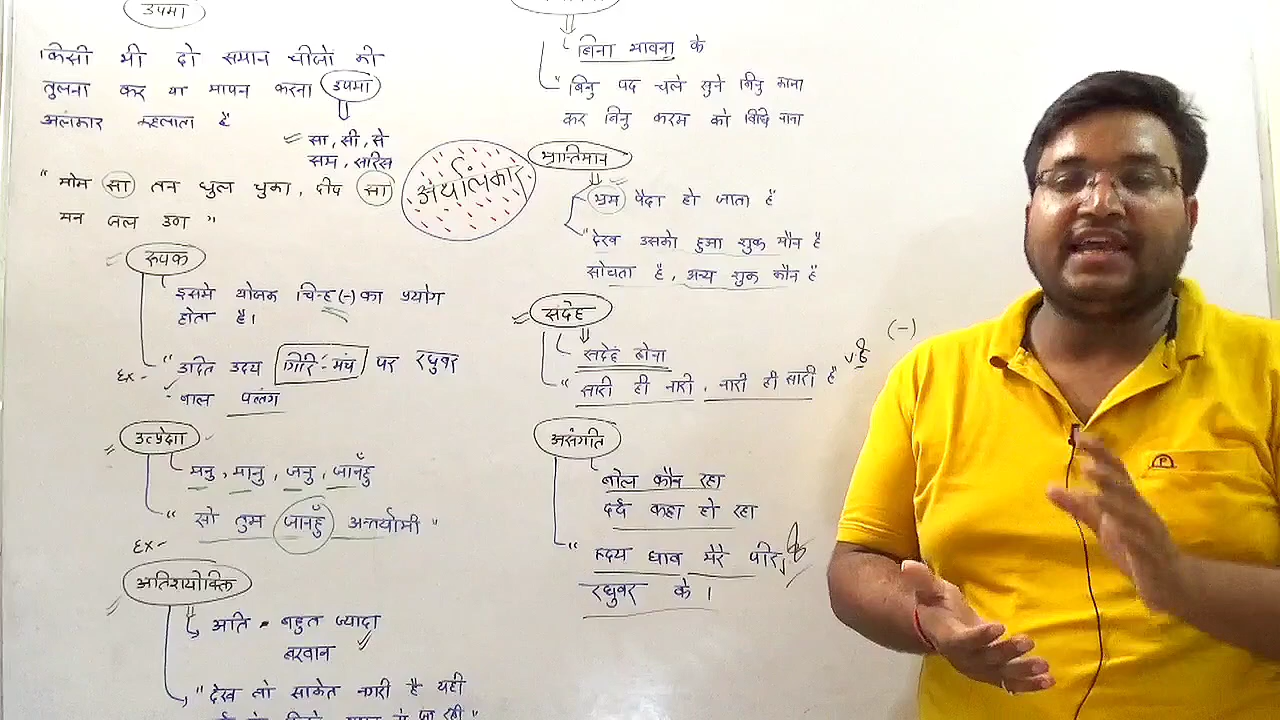 उपमा
किसी भी दो समान चीजों की
तुलना कर या मापन करना उपमा
अलंकार कहलाता है
सा, सी, से
सम, सरिस
" मोम सा तन धुल चुका, दीप सा
मन जल उठा "
रूपक
इसमे योजक चिन्ह (-) का प्रयोग
होता है।
Ex - " उदित उदय गिरि-मंच पर रघुवर
बाल पतंग
उत्प्रेक्षा
मनु, मानु, जनु, जानहुँ
" सो तुम जानहुँ अन्तर्यामी "
Ex -
अतिशयोक्ति
अति - बहुत ज्यादा
बखान
" देख लो साकेत नगरी है यही
जा रही "
अर्थालंकार
बिना भावना के
" बिनु पद चले सुने बिनु काना
कर बिनु करम करे विधि नाना
भ्रान्तिमान
भ्रम पैदा हो जाता है
" देख उसको हुआ शुक मौन है
सोचता है, अन्य शुक कौन है
संदेह
संदेह होना
" सारी ही नारी, नारी ही सारी है
(-)
असंगति
बोल कौन रहा
दर्द कहा हो रहा
" हृदय घाव मेरे पीर,
रघुवर के।
P